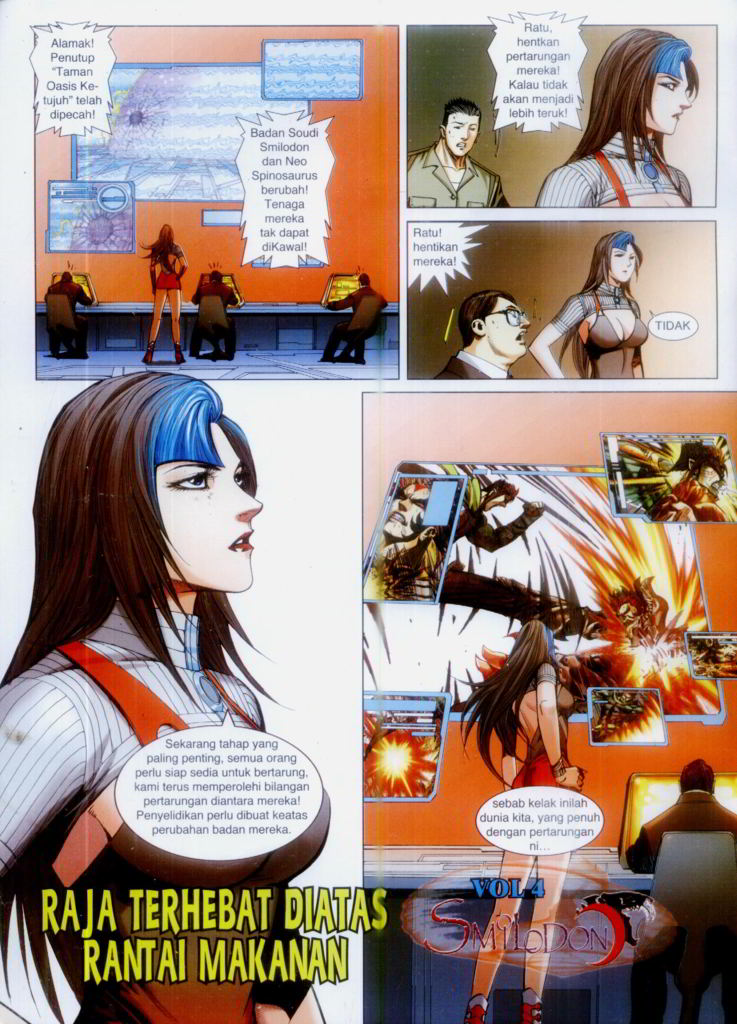 Alamak!
Penutup
"Taman
Oasis Ke-
tujuh" telah
dipecah!
Badan Soudi
Smilodon
dan Neo
Spinosaurus
berubah!
Tenaga
mereka
tak dapat
diKawal!
Ratu,
hentkan
pertarungan
mereka!
Kalau tidak
akan menjadi
lebih teruk!
Ratu!
hentikan
mereka!
TIDAK
Sekarang tahap yang
paling penting, semua orang
perlu siap sedia untuk bertarung,
kami terus memperolehi bilangan
pertarungan diantara mereka!
Penyelidikan perlu dibuat keatas
perubahan badan mereka.
sebab kelak inilah
dunia kita, yang penuh
dengan pertarungan
ni...
RAJA TERHEBAT DIATAS
RANTAI MAKANAN
VOL 4
SMILODON